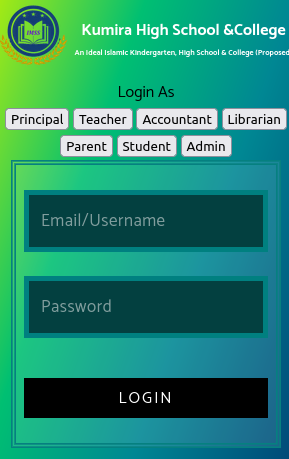 Kumira High School &College
An Ideal Islamic Kindergarten, High School & College (Proposed
IMSS
Login As
Principal Teacher Accountant Librarian
Parent Student Admin
Email/Username
Password
LOGIN